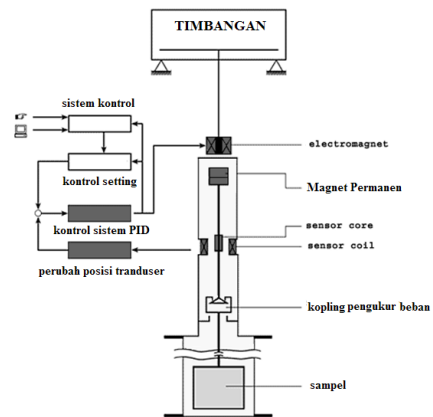 TIMBANGAN
sistem kontrol
electromagnet
kontrol setting
Magnet Permanen
sensor core
kontrol sistem PID
sensor coil
perubah posisi tranduser
kopling pengukur beban
sampel